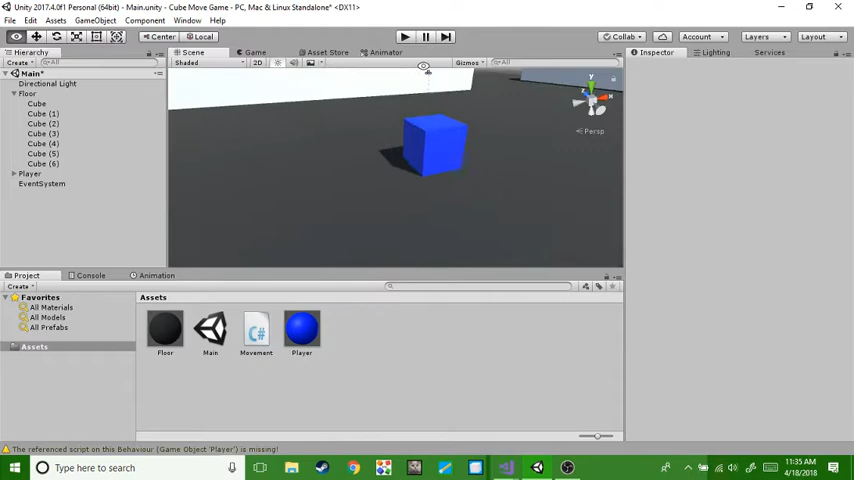 Unity 2017.4.0f1 Personal (64bit) - Main.unity - Cube Move Game - PC, Mac & Linux Standalone* <DX11>
File Edit Assets GameObject Component Window Help
Center Local Collab Account Layers Layout
Hierarchy Scene Game Asset Store Animator Inspector Lighting Services
Create All Shaded 2D Gizmos All
Main*
Directional Light
Floor
Cube
Cube (1)
Cube (2)
Cube (3)
Cube (4)
Cube (5)
Cube (6)
Player
EventSystem
y
z
x
Persp
Project Console Animation
Create
Favorites
All Materials
All Models
All Prefabs
Assets
Assets
C#
Floor Main Movement Player
The referenced script on this Behaviour (Game Object 'Player') is missing!
Type here to search
11:35 AM
4/18/2018